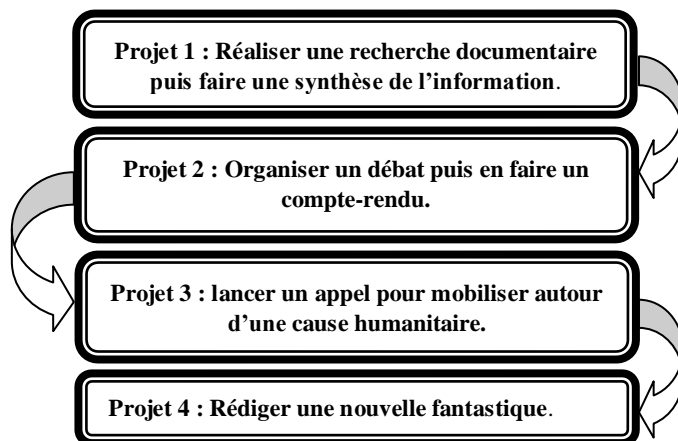 Projet 1 : Réaliser une recherche documentaire
puis faire une synthèse de l’information.
Projet 2 : Organiser un débat puis en faire un
compte-rendu.
Projet 3 : lancer un appel pour mobiliser autour
d’une cause humanitaire.
Projet 4 : Rédiger une nouvelle fantastique.